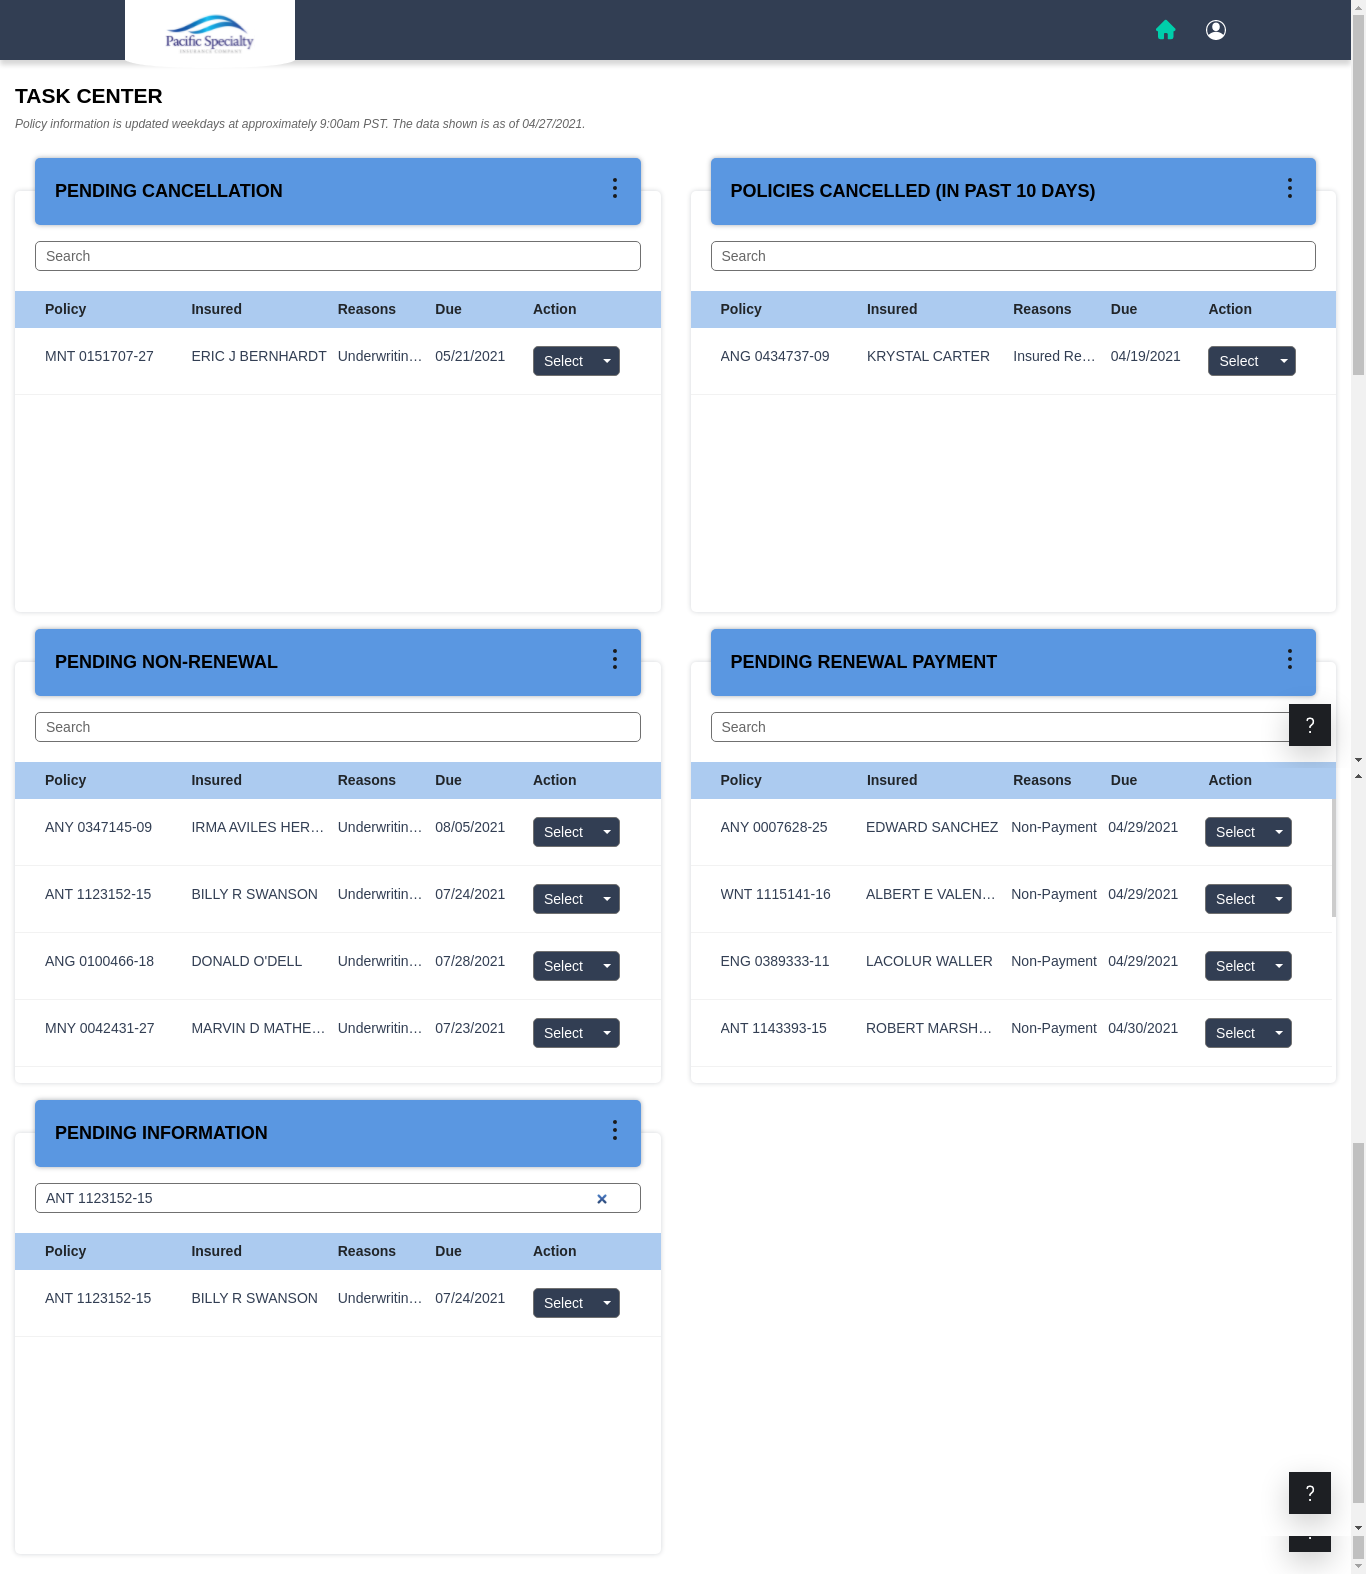 Pacific Specialty
INSURANCE COMPANY
TASK CENTER
Policy information is updated weekdays at approximately 9:00am PST. The data shown is as of 04/27/2021.
PENDING CANCELLATION
Search
Policy Insured Reasons Due Action
MNT 0151707-27 ERIC J BERNHARDT Underwritin… 05/21/2021 Select
POLICIES CANCELLED (IN PAST 10 DAYS)
Search
Policy Insured Reasons Due Action
ANG 0434737-09 KRYSTAL CARTER Insured Re… 04/19/2021 Select
PENDING NON-RENEWAL
Search
Policy Insured Reasons Due Action
ANY 0347145-09 IRMA AVILES HER… Underwritin… 08/05/2021 Select
ANT 1123152-15 BILLY R SWANSON Underwritin… 07/24/2021 Select
ANG 0100466-18 DONALD O'DELL Underwritin… 07/28/2021 Select
MNY 0042431-27 MARVIN D MATHE… Underwritin… 07/23/2021 Select
PENDING RENEWAL PAYMENT
Search
?
Policy Insured Reasons Due Action
ANY 0007628-25 EDWARD SANCHEZ Non-Payment 04/29/2021 Select
WNT 1115141-16 ALBERT E VALEN… Non-Payment 04/29/2021 Select
ENG 0389333-11 LACOLUR WALLER Non-Payment 04/29/2021 Select
ANT 1143393-15 ROBERT MARSH… Non-Payment 04/30/2021 Select
PENDING INFORMATION
ANT 1123152-15
Policy Insured Reasons Due Action
ANT 1123152-15 BILLY R SWANSON Underwritin… 07/24/2021 Select
?